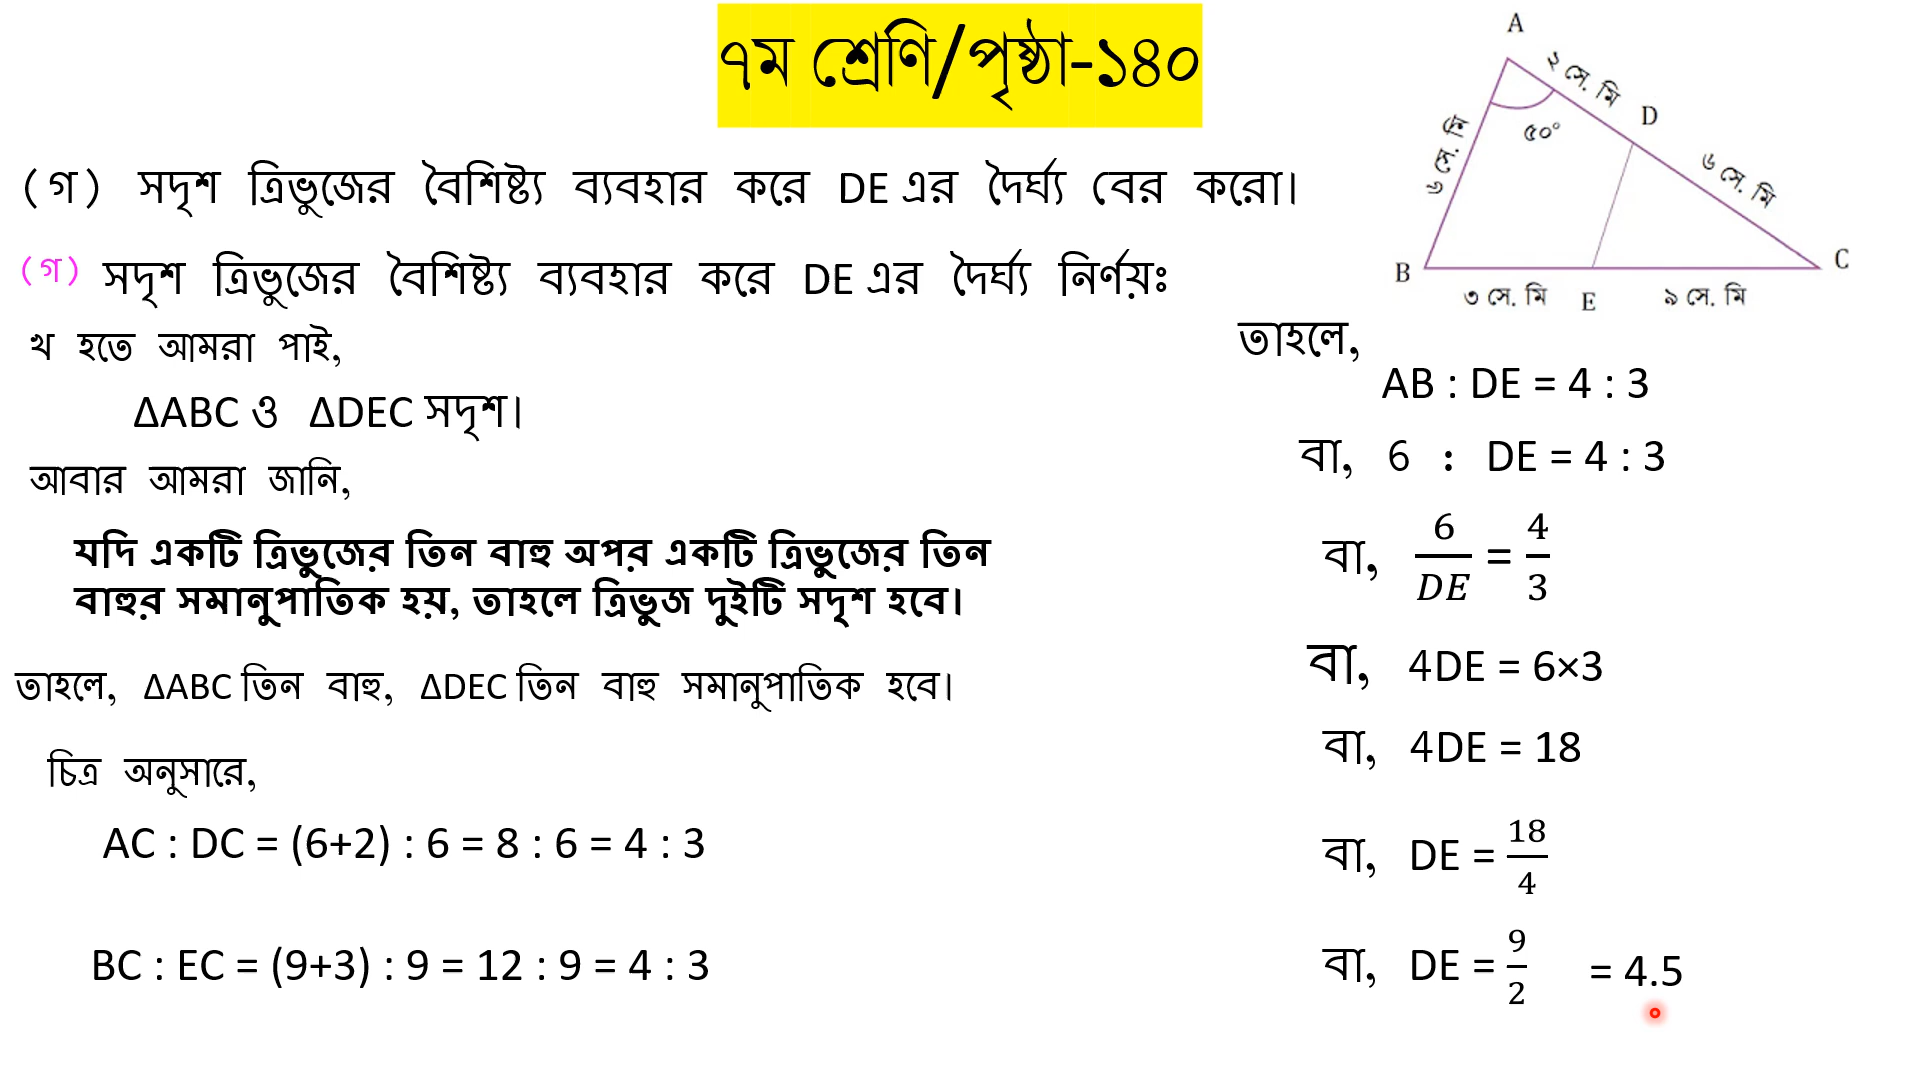 ৭ম শ্রেণি/পৃষ্ঠা-১৪০
(গ) সদৃশ ত্রিভুজের বৈশিষ্ট্য ব্যবহার করে DE এর দৈর্ঘ্য বের করো।
(গ) সদৃশ ত্রিভুজের বৈশিষ্ট্য ব্যবহার করে DE এর দৈর্ঘ্য নির্ণয়ঃ
খ হতে আমরা পাই,
ΔABC ও ΔDEC সদৃশ।
আবার আমরা জানি,
যদি একটি ত্রিভুজের তিন বাহু অপর একটি ত্রিভুজের তিন
বাহুর সমানুপাতিক হয়, তাহলে ত্রিভুজ দুইটি সদৃশ হবে।
তাহলে, ΔABC তিন বাহু, ΔDEC তিন বাহু সমানুপাতিক হবে।
চিত্র অনুসারে,
AC : DC = (6+2) : 6 = 8 : 6 = 4 : 3
BC : EC = (9+3) : 9 = 12 : 9 = 4 : 3
A
২ সে. মি
D
৫০°
৬ সে. মি
৬ সে. মি
B
C
৩ সে. মি
E
৯ সে. মি
তাহলে,
AB : DE = 4 : 3
বা, 6 : DE = 4 : 3
বা, 6/DE = 4/3
বা, 4DE = 6×3
বা, 4DE = 18
বা, DE = 18/4
বা, DE = 9/2 = 4.5